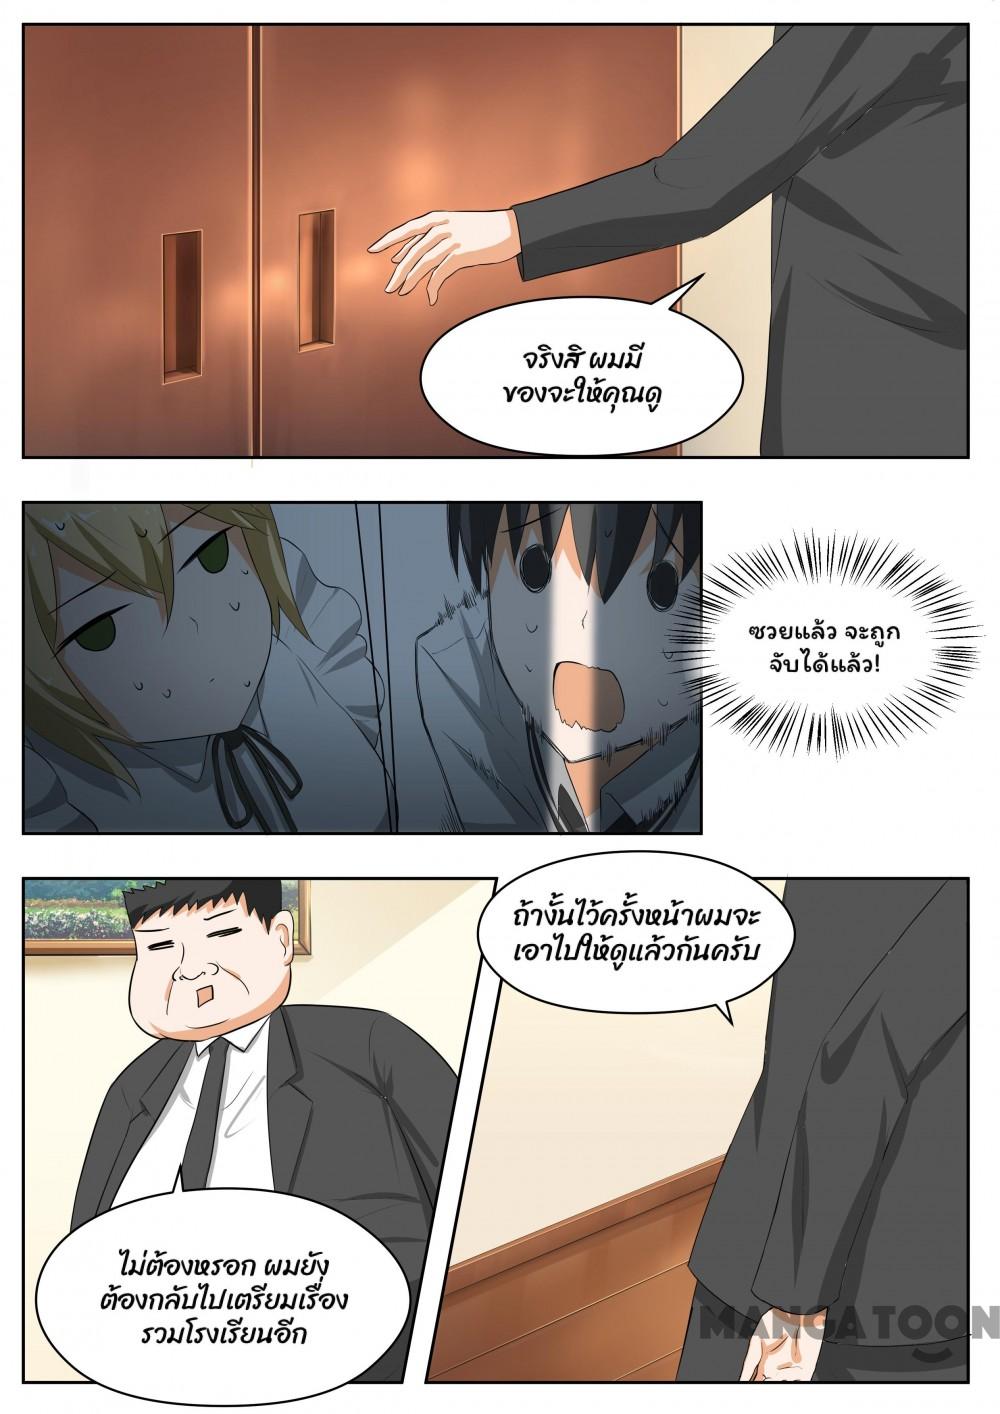 จริงสิ ผมมี
ของจะให้คุณดู
ซวยแล้ว จะถูก
จับได้แล้ว!
ถ้างั้นไว้ครั้งหน้าผมจะ
เอาไปให้ดูแล้วกันครับ
ไม่ต้องหรอก ผมยัง
ต้องกลับไปเตรียมเรื่อง
รวมโรงเรียนอีก
MANGATOON